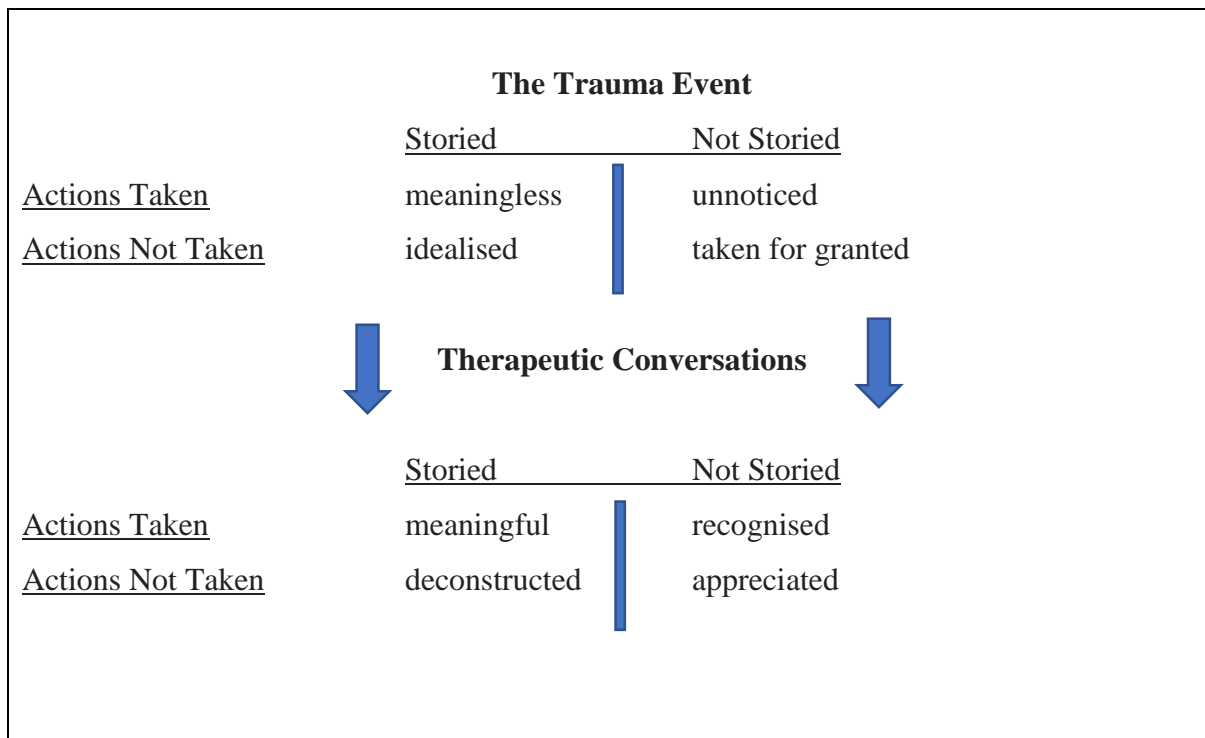 The Trauma Event
Storied Not Storied
Actions Taken meaningless unnoticed
Actions Not Taken idealised taken for granted
Therapeutic Conversations
Storied Not Storied
Actions Taken meaningful recognised
Actions Not Taken deconstructed appreciated